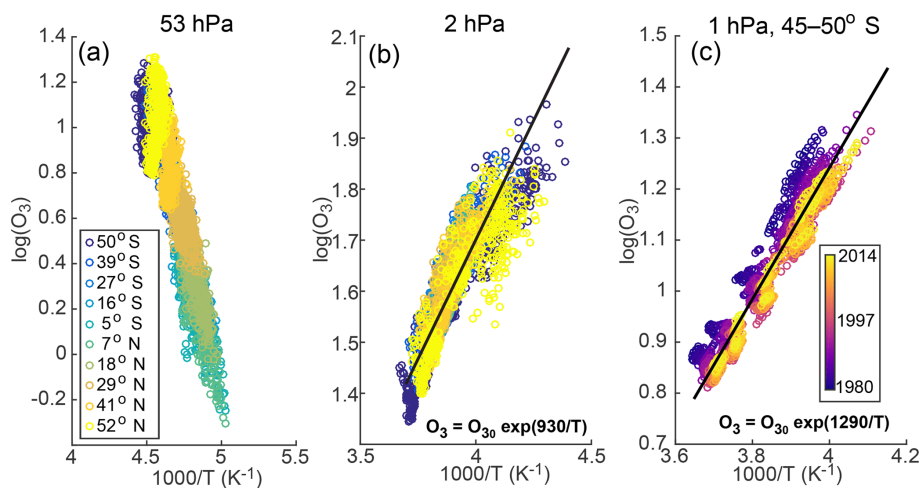 53 hPa
(a)
log(O₃)
1.4
1.2
1
0.8
0.6
0.4
0.2
0
-0.2
50° S
39° S
27° S
16° S
5° S
7° N
18° N
29° N
41° N
52° N
4
4.5
5
5.5
1000/T (K⁻¹)
2 hPa
(b)
log(O₃)
2.1
2
1.9
1.8
1.7
1.6
1.5
1.4
O₃ = O₃₀ exp(930/T)
3.5
4
4.5
1000/T (K⁻¹)
1 hPa, 45–50° S
(c)
log(O₃)
1.5
1.4
1.3
1.2
1.1
1
0.9
0.8
0.7
2014
1997
1980
O₃ = O₃₀ exp(1290/T)
3.6
3.8
4
4.2
1000/T (K⁻¹)